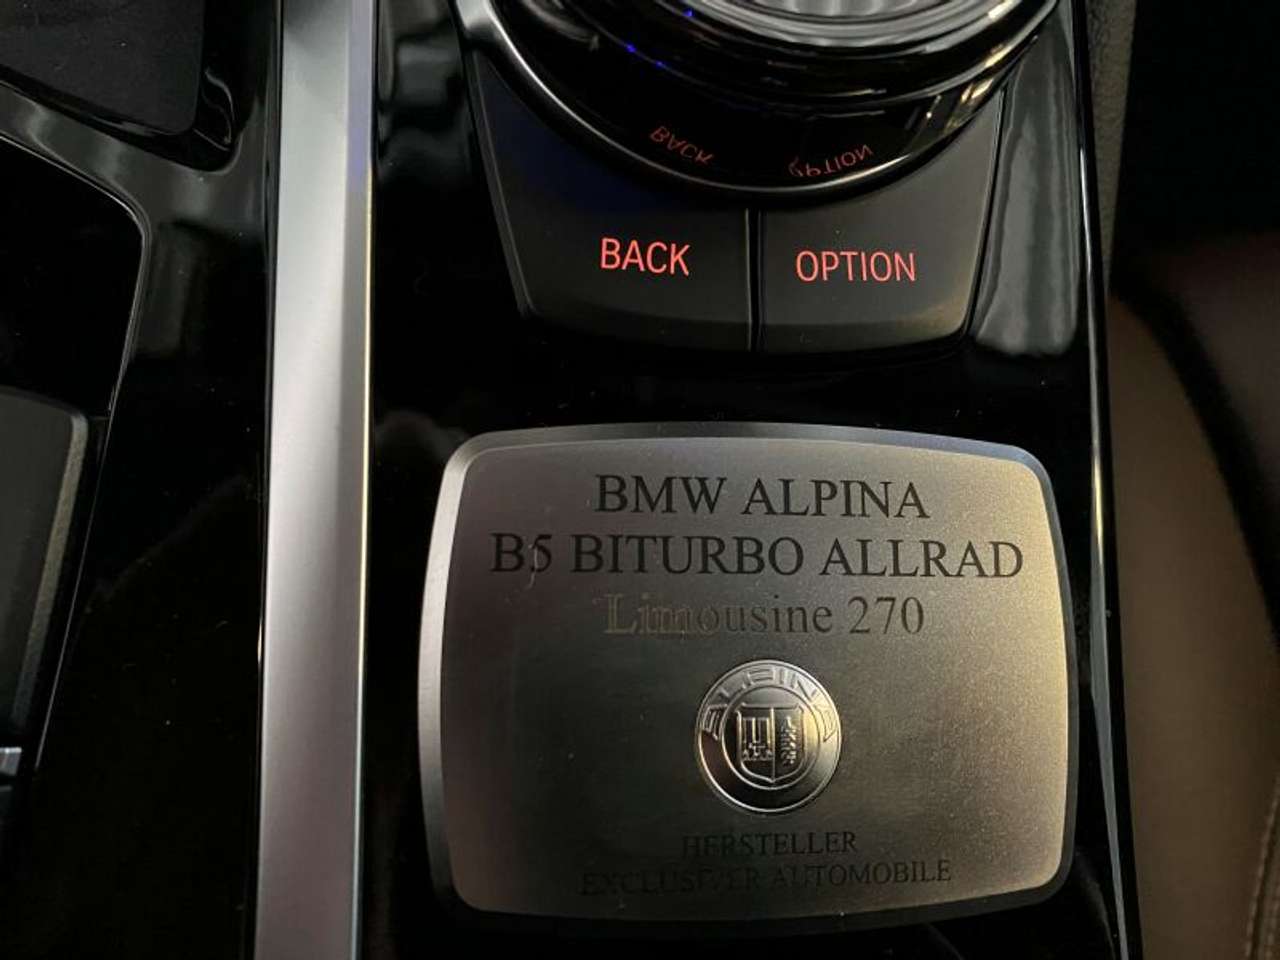 BACK
OPTION
BACK
OPTION
BMW ALPINA
B5 BITURBO ALLRAD
Limousine 270
ALPINA
HERSTELLER
EXCLUSIVER AUTOMOBILE